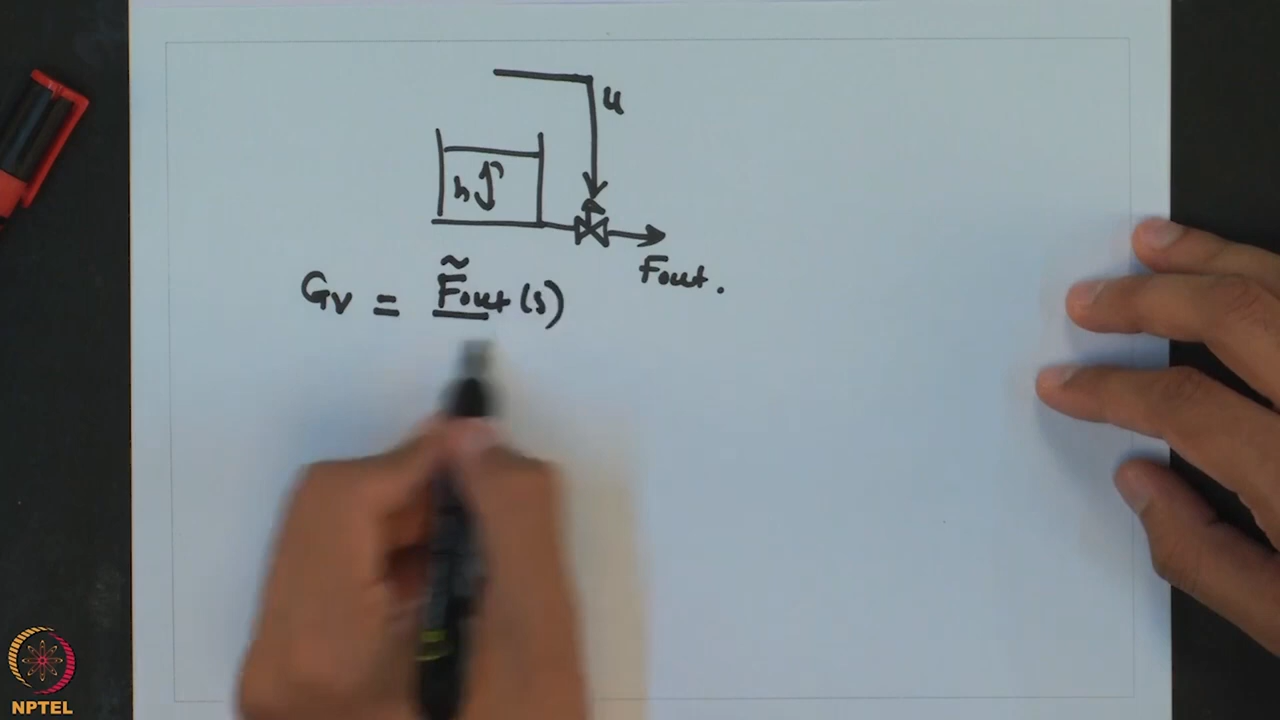 u
h
Fout.
Gv = F̃out(s)
NPTEL